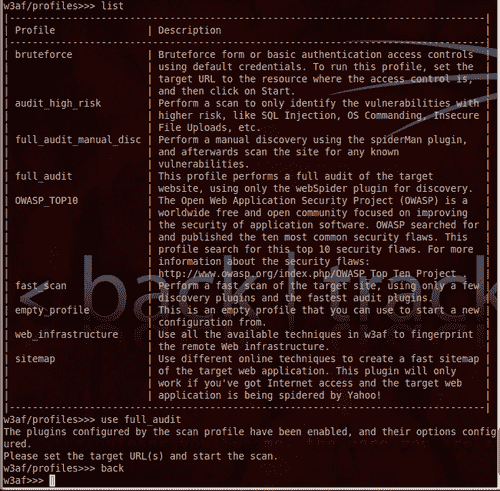 w3af/profiles>>> list
|----------------------------------------------------------------------|
| Profile | Description |
|----------------------------------------------------------------------|
| bruteforce | Bruteforce form or basic authentication access controls |
| | using default credentials. To run this profile, set the |
| | target URL to the resource where the access control is, |
| | and then click on Start. |
| audit_high_risk | Perform a scan to only identify the vulnerabilities with |
| | higher risk, like SQL Injection, OS Commanding, Insecure |
| | File Uploads, etc. |
| full_audit_manual_disc | Perform a manual discovery using the spiderMan plugin, |
| | and afterwards scan the site for any known |
| | vulnerabilities. |
| full_audit | This profile performs a full audit of the target |
| | website, using only the webSpider plugin for discovery. |
| OWASP_TOP10 | The Open Web Application Security Project (OWASP) is a |
| | worldwide free and open community focused on improving |
| | the security of application software. OWASP searched for |
| | and published the ten most common security flaws. This |
| | profile search for this top 10 security flaws. For more |
| | information about the security flaws: |
| | http://www.owasp.org/index.php/OWASP_Top_Ten_Project |
| fast_scan | Perform a fast scan of the target site, using only a few |
| | discovery plugins and the fastest audit plugins. |
| empty_profile | This is an empty profile that you can use to start a new |
| | configuration from. |
| web_infrastructure | Use all the available techniques in w3af to fingerprint |
| | the remote Web infrastructure. |
| sitemap | Use different online techniques to create a fast sitemap |
| | of the target web application. This plugin will only |
| | work if you've got Internet access and the target web |
| | application is being spidered by Yahoo! |
|----------------------------------------------------------------------|
w3af/profiles>>> use full_audit
The plugins configured by the scan profile have been enabled, and their options config
ured.
Please set the target URL(s) and start the scan.
w3af/profiles>>> back
w3af>>>
< back | track